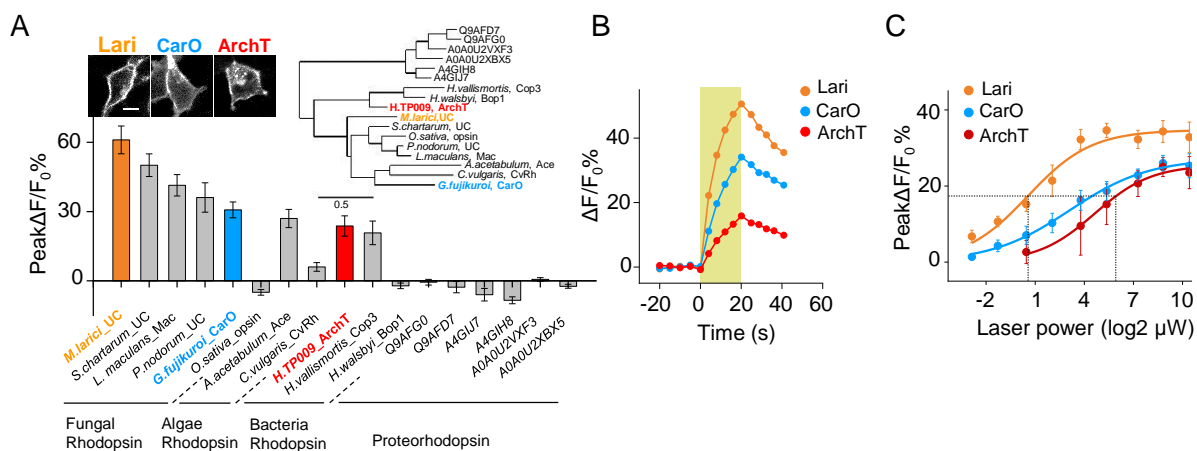 A
Lari
CarO
ArchT
Q9AFD7
Q9AFG0
A0A0U2VXF3
A0A0U2XBX5
A4GIH8
A4GIJ7
H.vallismortis, Cop3
H.walsbyi, Bop1
H.TP009, ArchT
M.larici,UC
S.chartarum, UC
O.sativa, opsin
P.nodorum, UC
L.maculans, Mac
A.acetabulum, Ace
C.vulgaris, CvRh
G.fujikuroi, CarO
0.5
PeakΔF/F0 %
60
30
0
M.larici_UC
S.chartarum_UC
L. maculans_Mac
P.nodorum_UC
G.fujikuroi_CarO
O.sativa_opsin
A.acetabulum_Ace
C.vulgaris_CvRh
H.TP009_ArchT
H.vallismortis_Cop3
H.walsbyi_Bop1
Q9AFG0
Q9AFD7
A4GIJ7
A4GIH8
A0A0U2VXF3
A0A0U2XBX5
Fungal
Rhodopsin
Algae
Rhodopsin
Bacteria
Rhodopsin
Proteorhodopsin
B
Lari
CarO
ArchT
ΔF/F0 %
40
20
0
-20 0 20 40 60
Time (s)
C
Lari
CarO
ArchT
PeakΔF/F0 %
40
20
0
-2 1 4 7 10
Laser power (log2 μW)